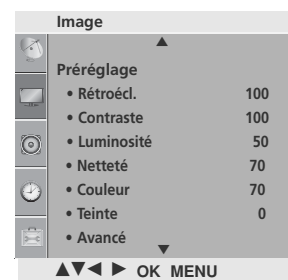 Image
Préréglage
• Rétroécl. 100
• Contraste 100
• Luminosité 50
• Netteté 70
• Couleur 70
• Teinte 0
• Avancé
OK MENU